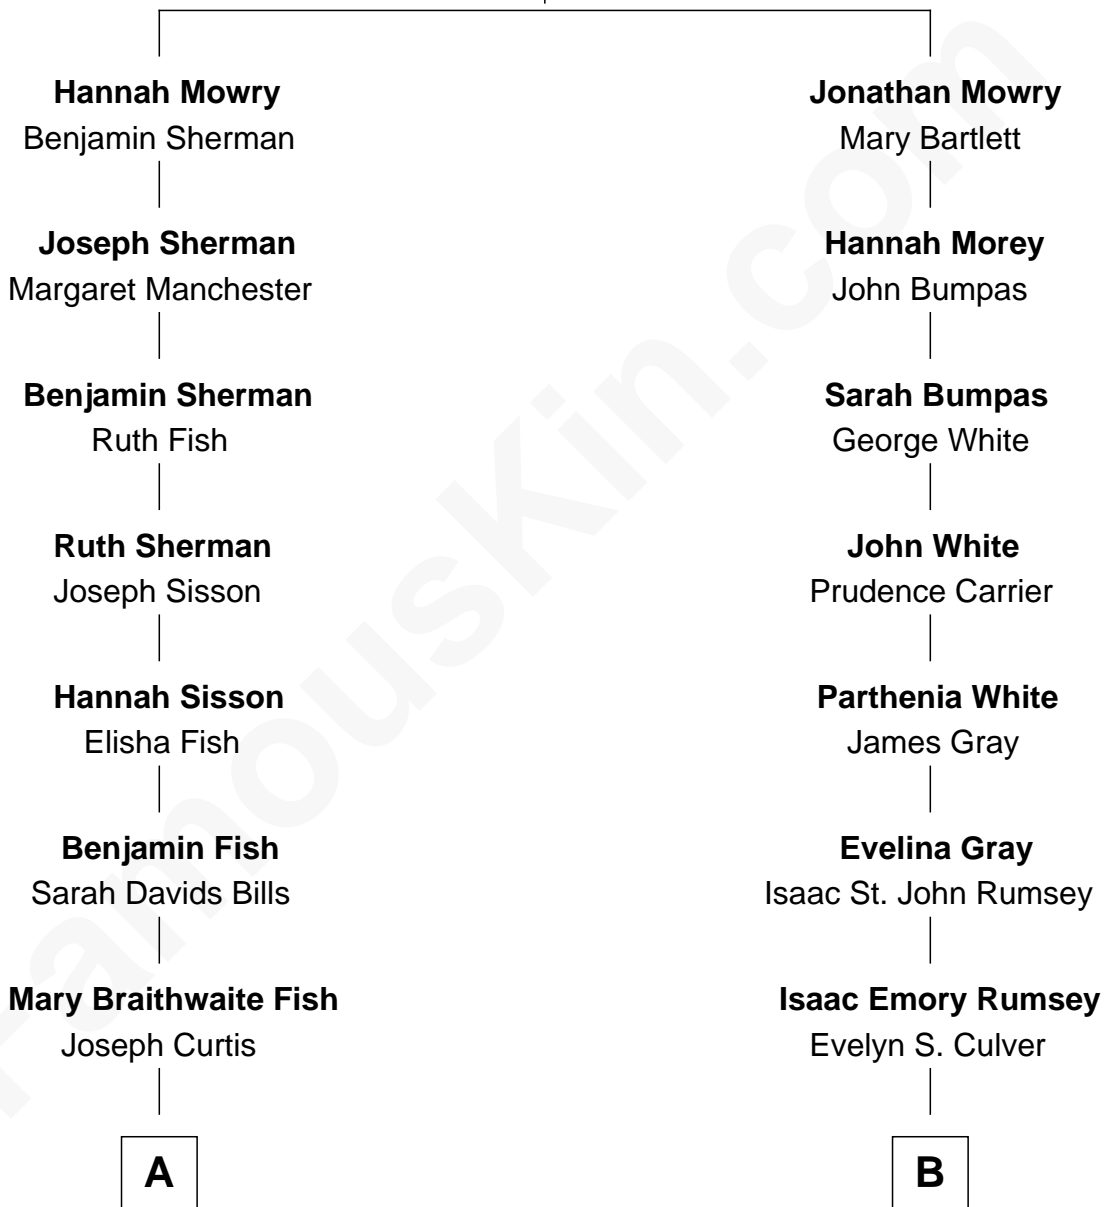 Hannah Mowry
Benjamin Sherman
Joseph Sherman
Margaret Manchester
Benjamin Sherman
Ruth Fish
Ruth Sherman
Joseph Sisson
Hannah Sisson
Elisha Fish
Benjamin Fish
Sarah Davids Bills
Mary Braithwaite Fish
Joseph Curtis
A
Jonathan Mowry
Mary Bartlett
Hannah Morey
John Bumpas
Sarah Bumpas
George White
John White
Prudence Carrier
Parthenia White
James Gray
Evelina Gray
Isaac St. John Rumsey
Isaac Emory Rumsey
Evelyn S. Culver
B
FamousKin.com